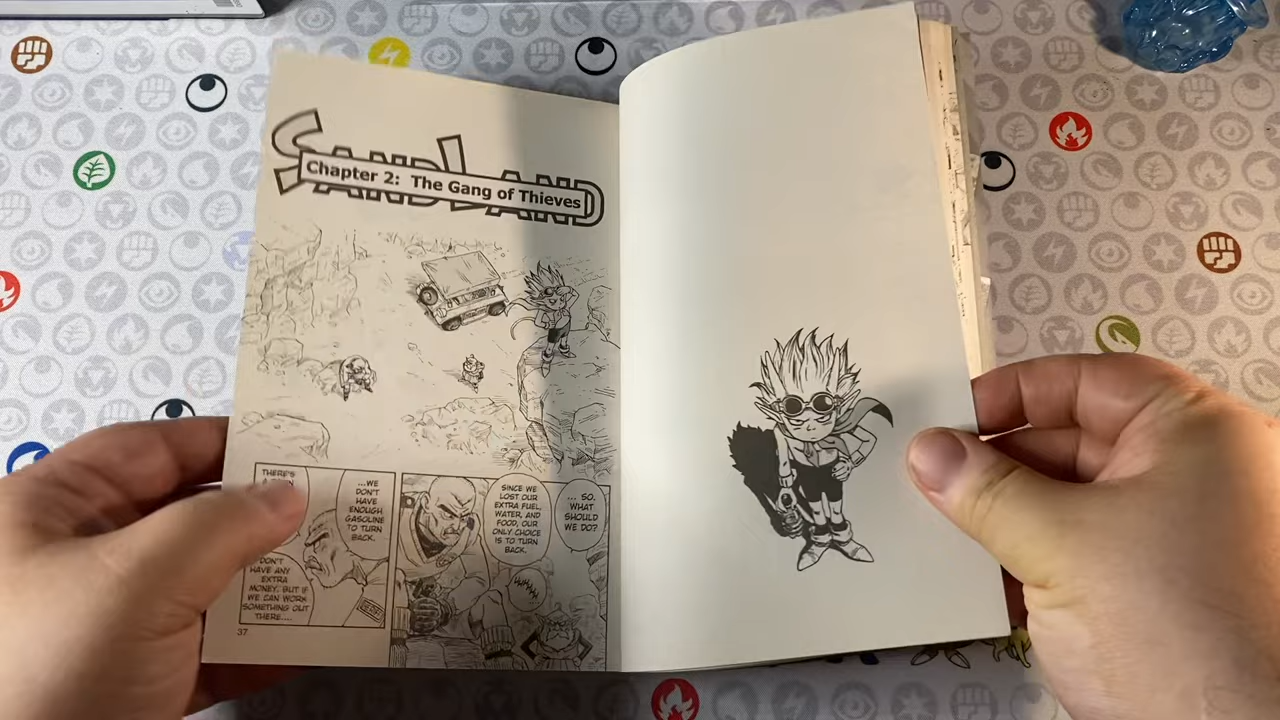 SAND LAND
Chapter 2: The Gang of Thieves
... SO.
WHAT
SHOULD
WE DO?
SINCE WE
LOST OUR
EXTRA FUEL,
WATER, AND
FOOD, OUR
ONLY CHOICE
IS TO TURN
BACK.
...WE
DON'T
HAVE
ENOUGH
GASOLINE
TO TURN
BACK.
THERE'S
DON'T
HAVE ANY
EXTRA
MONEY. BUT IF
WE CAN WORK
SOMETHING OUT
THERE....
37